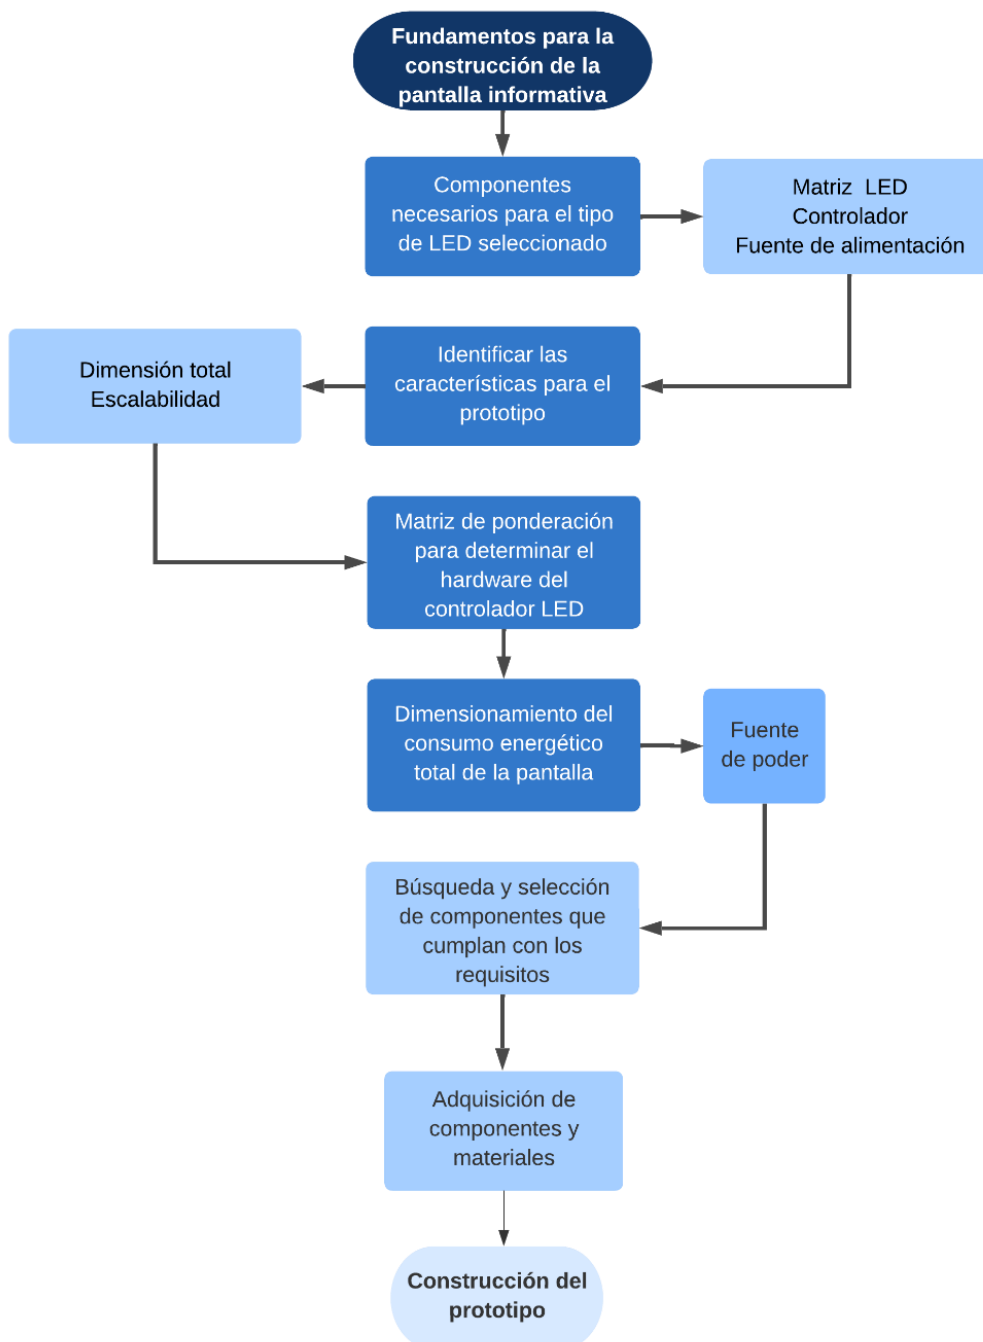 Fundamentos para la
construcción de la
pantalla informativa
Componentes
necesarios para el tipo
de LED seleccionado
Matriz LED
Controlador
Fuente de alimentación
Identificar las
características para el
prototipo
Dimensión total
Escalabilidad
Matriz de ponderación
para determinar el
hardware del
controlador LED
Dimensionamiento del
consumo energético
total de la pantalla
Fuente
de poder
Búsqueda y selección
de componentes que
cumplan con los
requisitos
Adquisición de
componentes y
materiales
Construcción del
prototipo